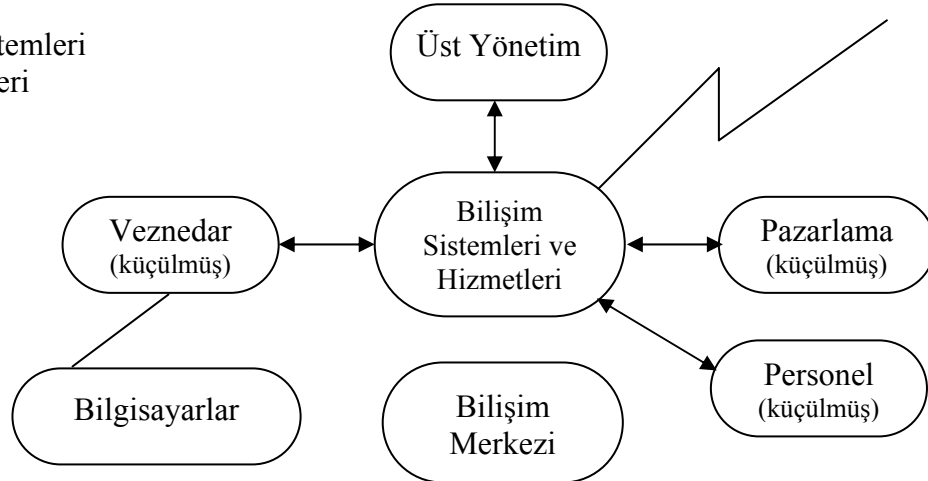 Üst Yönetim
temleri
eri
Bilişim
Sistemleri ve
Hizmetleri
Veznedar
(küçülmüş)
Pazarlama
(küçülmüş)
Personel
(küçülmüş)
Bilgisayarlar
Bilişim
Merkezi